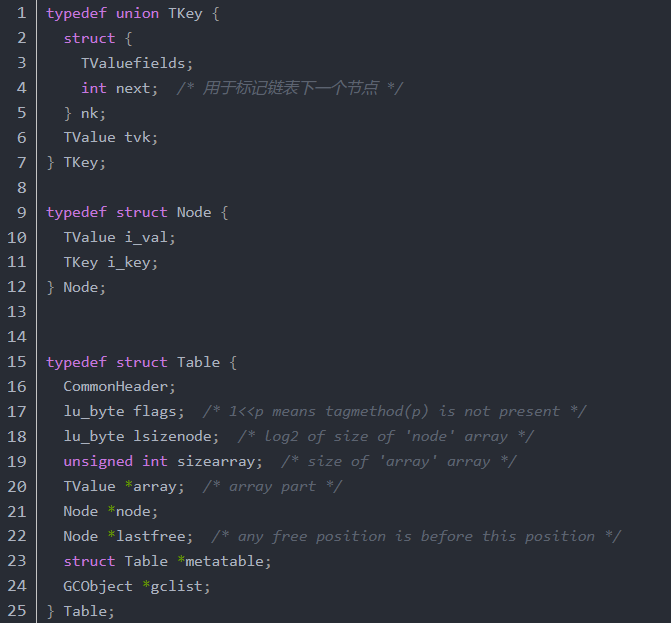 1 typedef union TKey {
2   struct {
3     TValuefields;
4     int next;  /* 用于标记链表下一个节点 */
5   } nk;
6   TValue tvk;
7 } TKey;
8
9 typedef struct Node {
10   TValue i_val;
11   TKey i_key;
12 } Node;
13
14
15 typedef struct Table {
16   CommonHeader;
17   lu_byte flags;  /* 1<<p means tagmethod(p) is not present */
18   lu_byte lsizenode;  /* log2 of size of 'node' array */
19   unsigned int sizearray;  /* size of 'array' array */
20   TValue *array;  /* array part */
21   Node *node;
22   Node *lastfree;  /* any free position is before this position */
23   struct Table *metatable;
24   GCObject *gclist;
25 } Table;